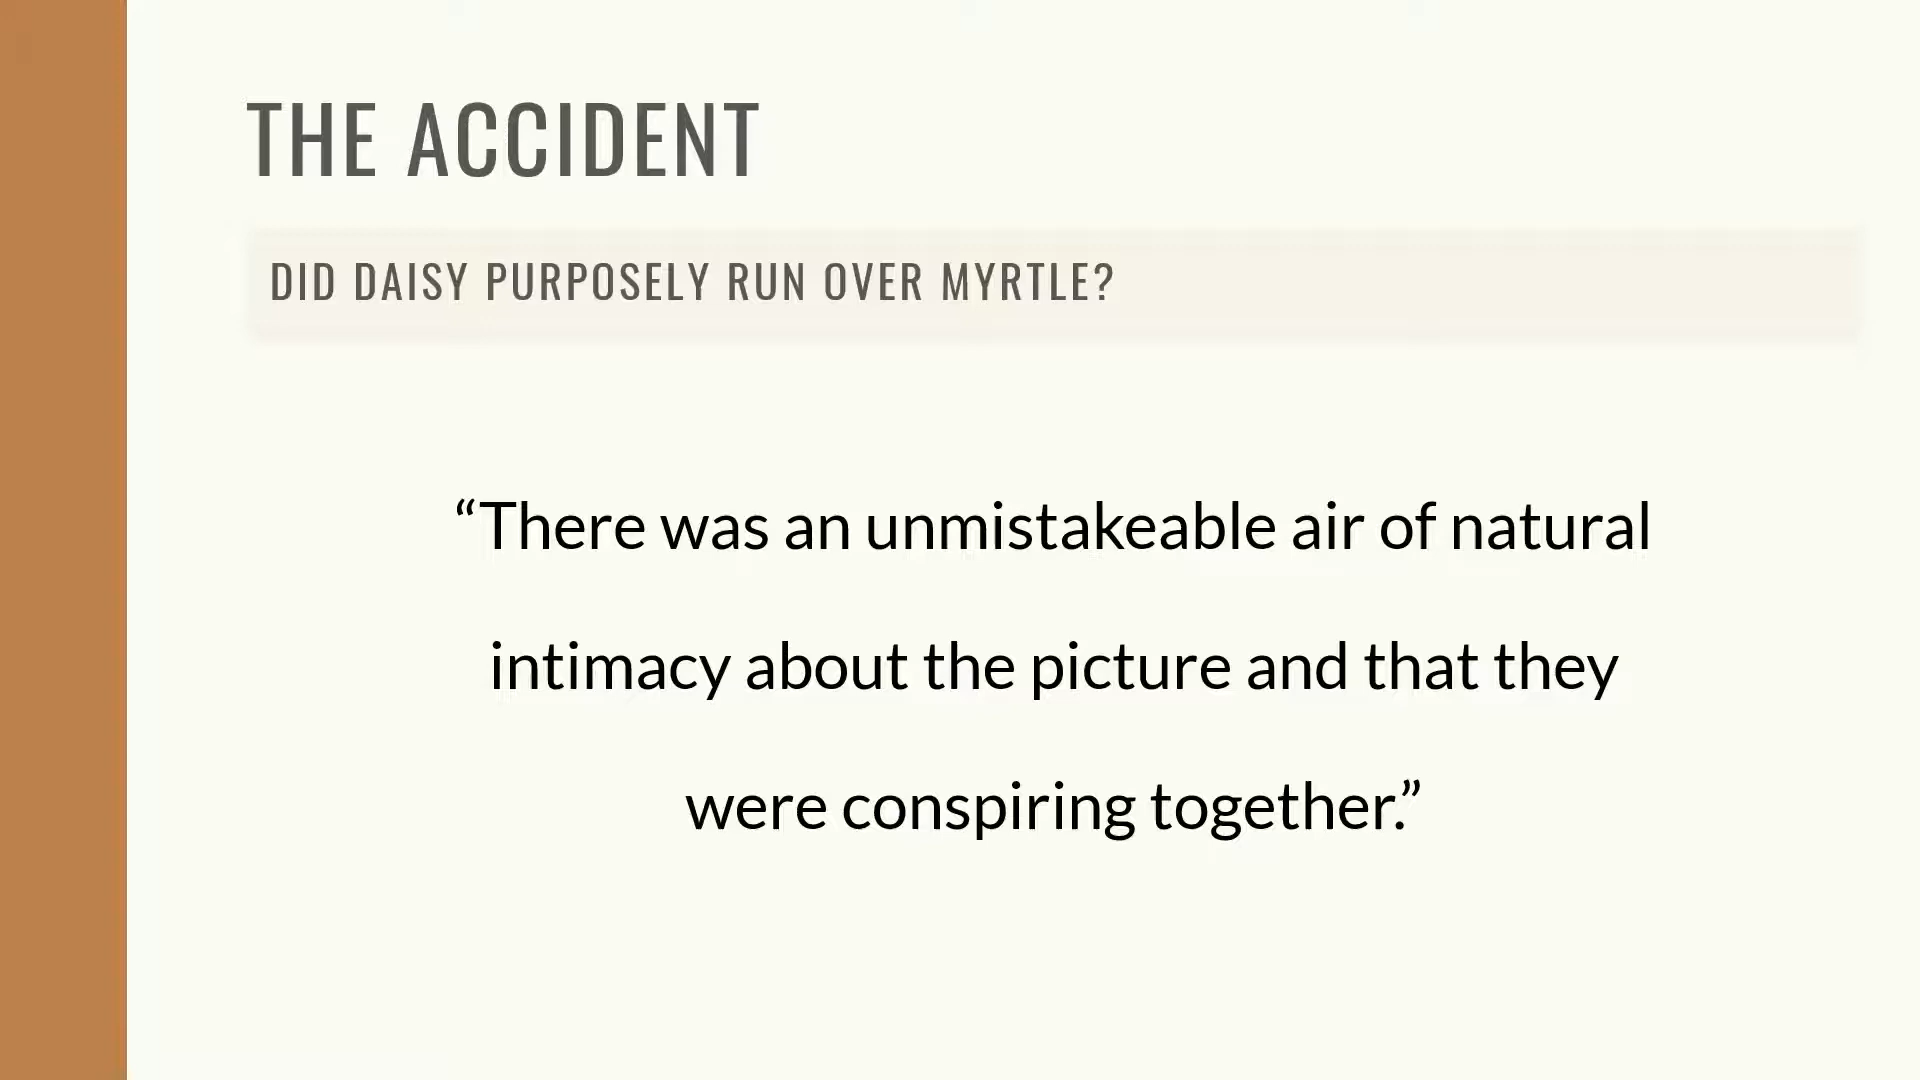 THE ACCIDENT
DID DAISY PURPOSELY RUN OVER MYRTLE?
“There was an unmistakeable air of natural
intimacy about the picture and that they
were conspiring together.”